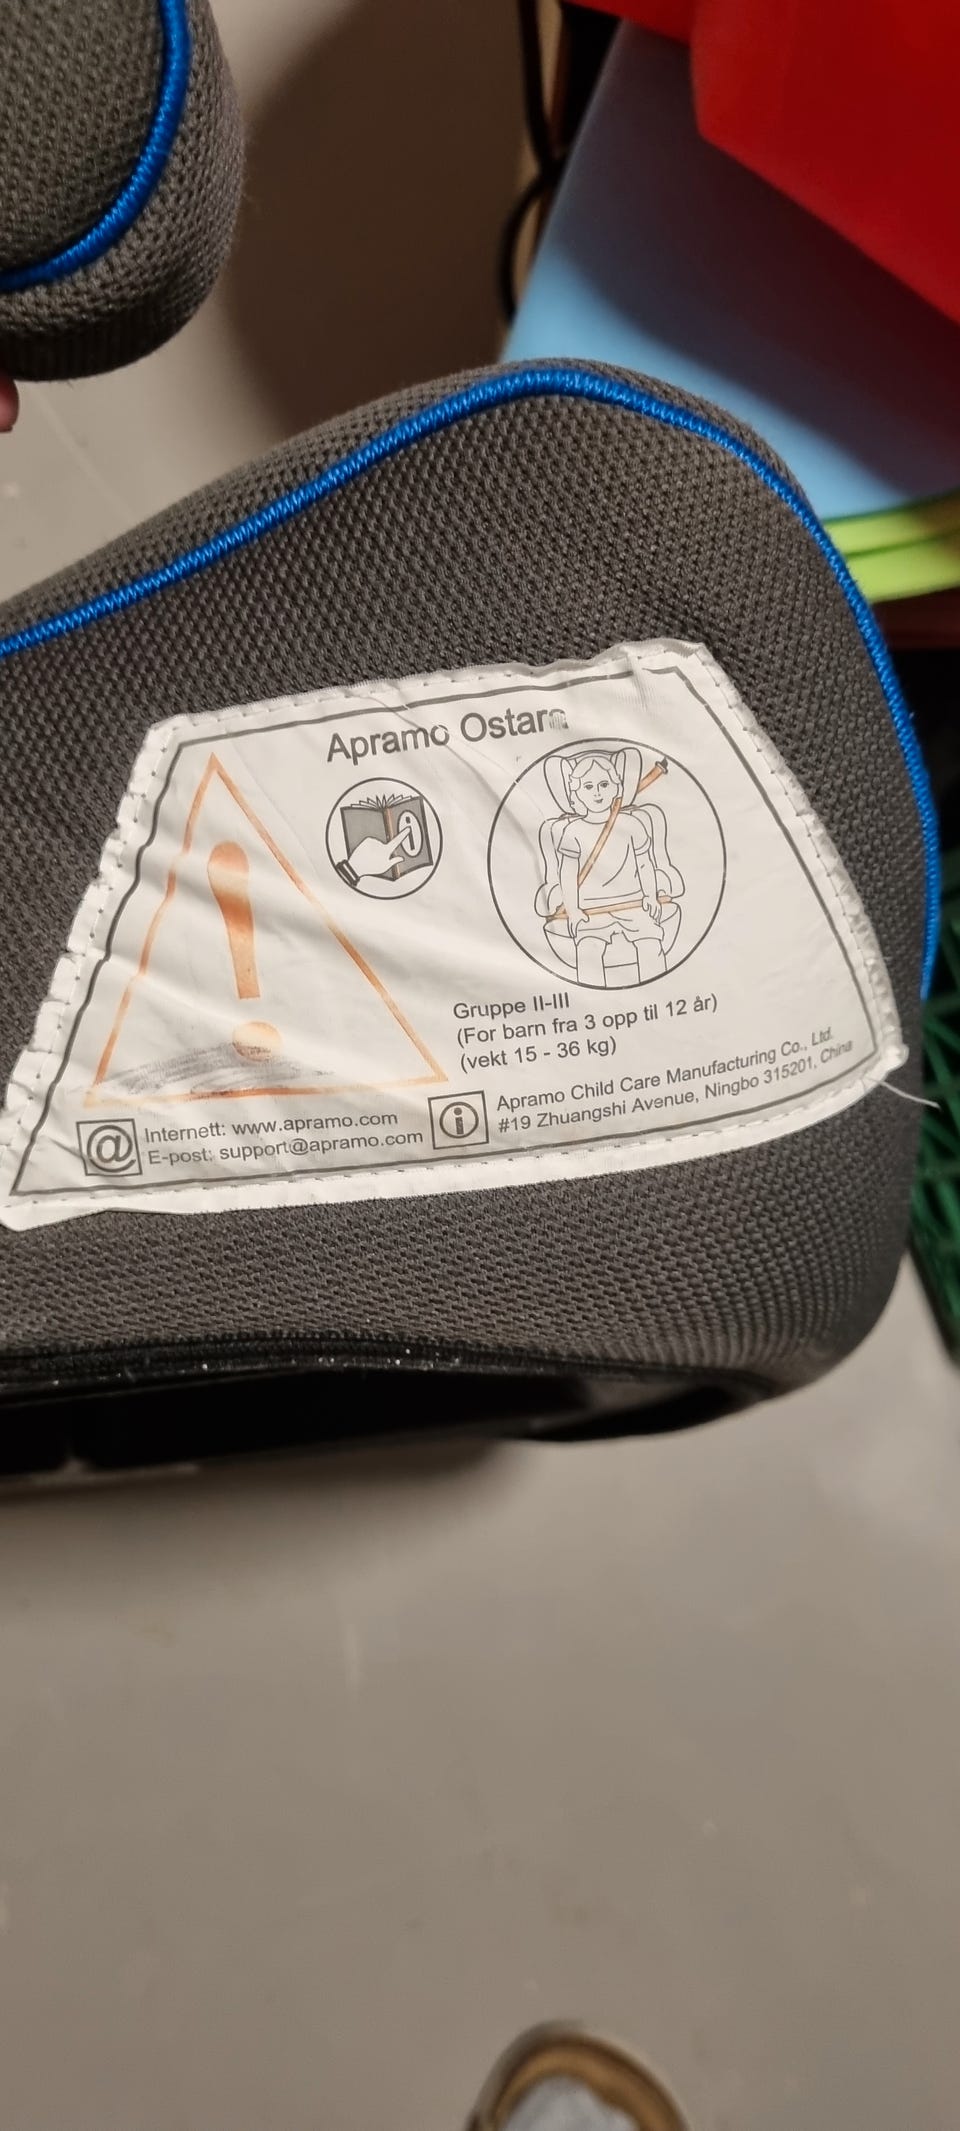 Apramo Ostara
i
Gruppe II-III
(For barn fra 3 opp til 12 år)
(vekt 15 - 36 kg)
@ Internett: www.apramo.com
E-post: support@apramo.com
i Apramo Child Care Manufacturing Co., Ltd.
#19 Zhuangshi Avenue, Ningbo 315201, China